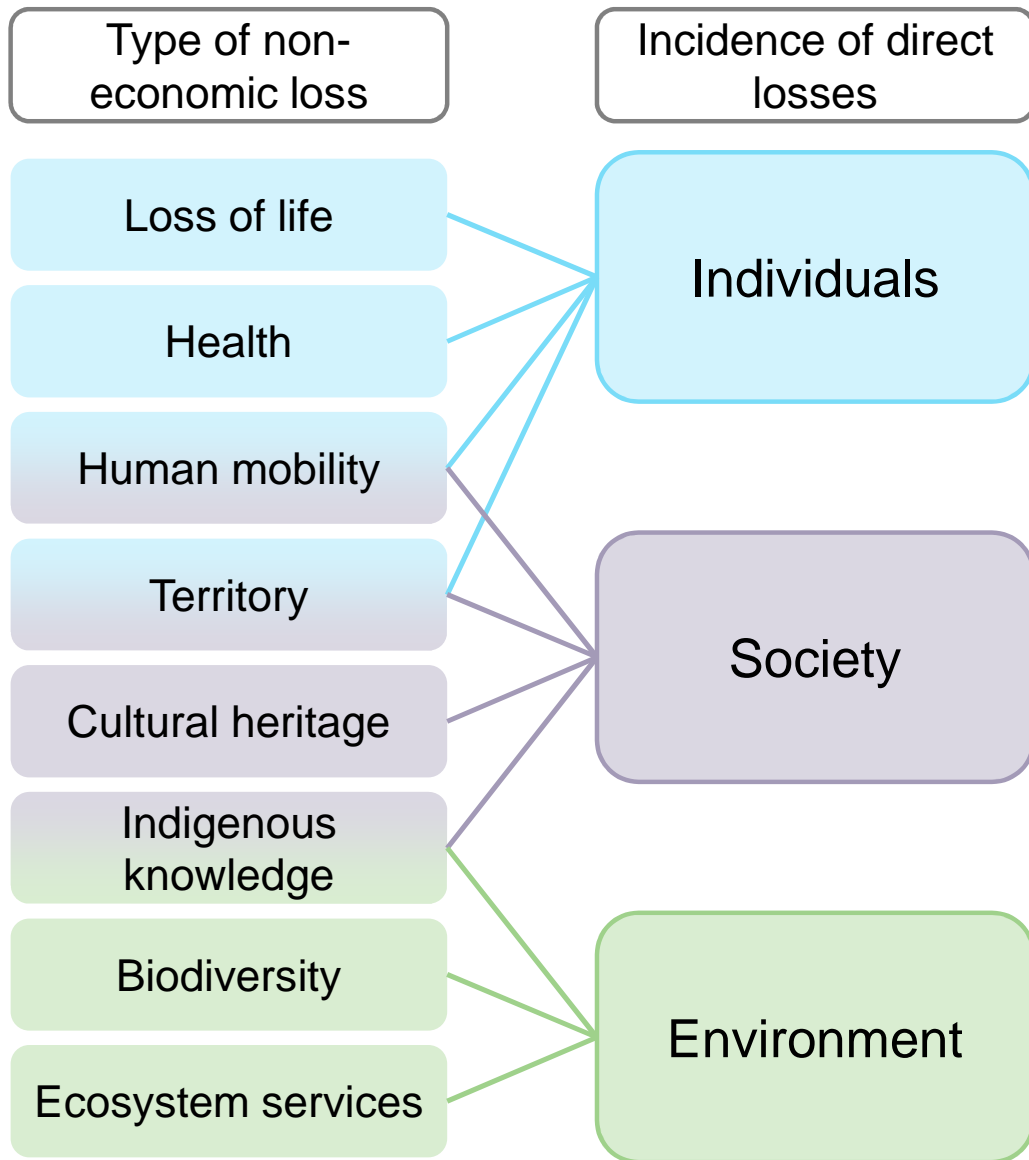 Type of non-
economic loss
Incidence of direct
losses
Loss of life
Health
Human mobility
Territory
Cultural heritage
Indigenous
knowledge
Biodiversity
Ecosystem services
Individuals
Society
Environment